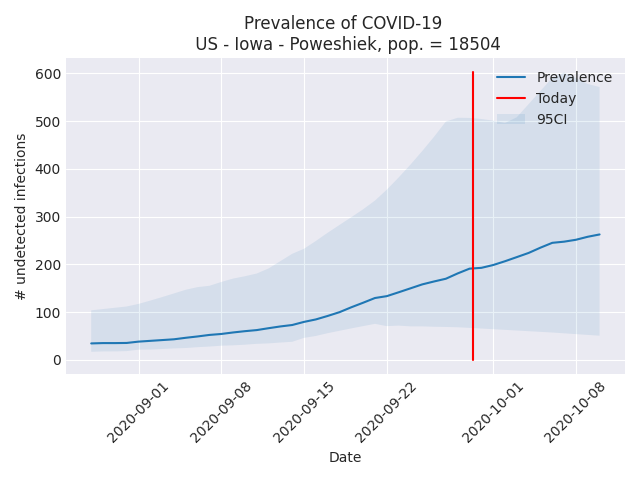 Prevalence of COVID-19
US - Iowa - Poweshiek, pop. = 18504
Prevalence
Today
95CI
600
500
400
300
200
100
0
# undetected infections
2020-09-01
2020-09-08
2020-09-15
2020-09-22
2020-10-01
2020-10-08
Date